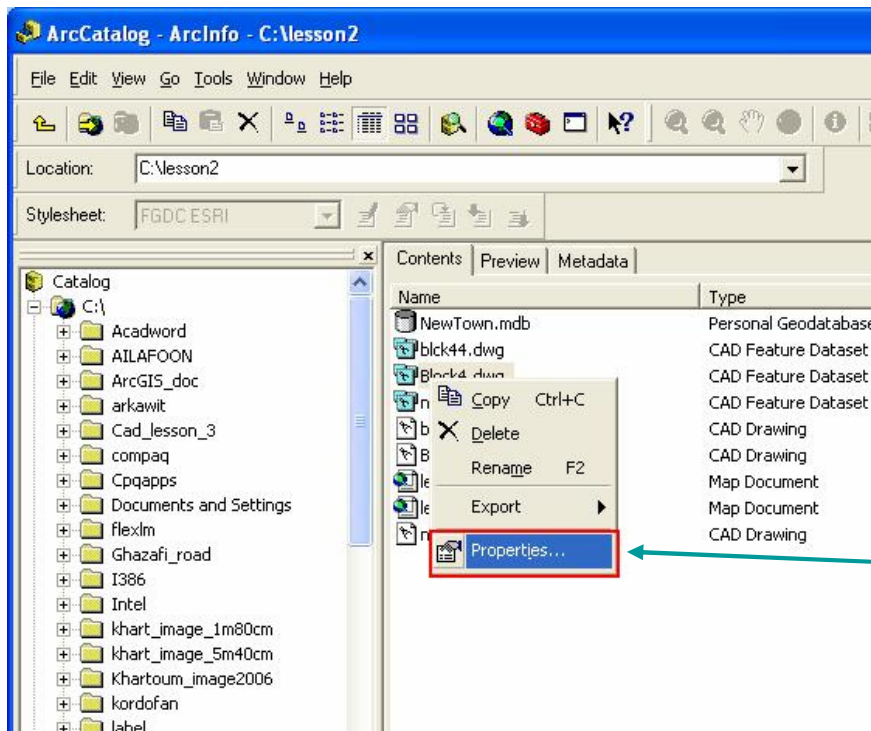 ArcCatalog - ArcInfo - C:\lesson2
File Edit View Go Tools Window Help
Location: C:\lesson2
Stylesheet: FGDC ESRI
Contents Preview Metadata
Catalog
C:\
Acadword
AILAFOON
ArcGIS_doc
arkawit
Cad_lesson_3
compaq
Cpqapps
Documents and Settings
flexlm
Ghazafi_road
I386
Intel
khart_image_1m80cm
khart_image_5m40cm
Khartoum_image2006
kordofan
label
Name Type
NewTown.mdb Personal Geodatabase
blck44.dwg CAD Feature Dataset
Block4.dwg CAD Feature Dataset
n CAD Feature Dataset
b CAD Drawing
B CAD Drawing
le Map Document
le Map Document
n CAD Drawing
Copy Ctrl+C
Delete
Rename F2
Export
Properties...